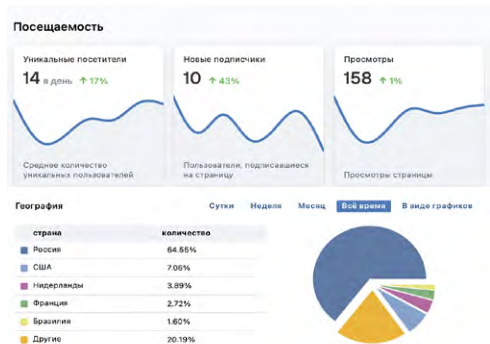 Посещаемость
Уникальные посетители
14 в день ↑ 17%
Среднее количество
уникальных пользователей
Новые подписчики
10 ↑ 43%
Пользователи, подписавшиеся
на страницу
Просмотры
158 ↑ 1%
Просмотры страницы
География
Сутки Неделя Месяц Всё время В виде графиков
страна количество
Россия 64.55%
США 7.05%
Нидерланды 3.89%
Франция 2.72%
Бразилия 1.60%
Другие 20.19%